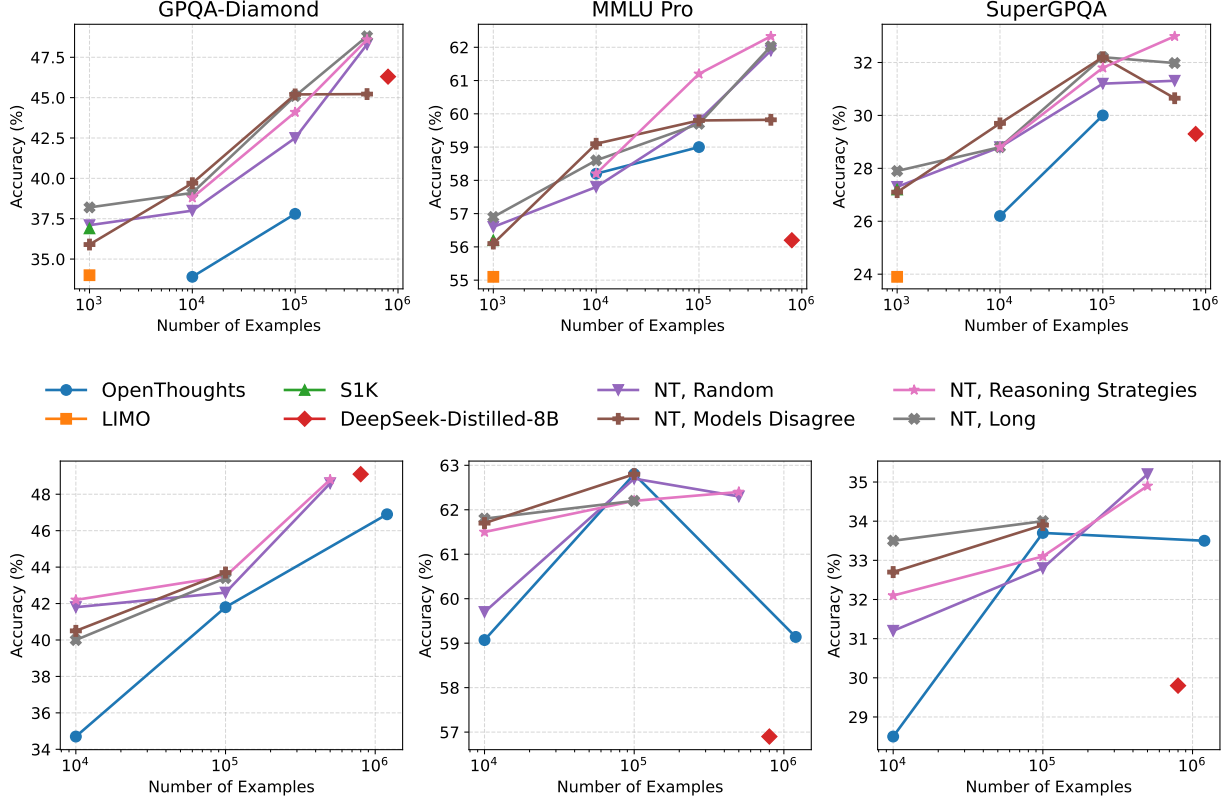 GPQA-Diamond
MMLU Pro
SuperGPQA
Accuracy (%)
47.5
45.0
42.5
40.0
37.5
35.0
10³
10⁴
10⁵
10⁶
Number of Examples
Accuracy (%)
62
61
60
59
58
57
56
55
10³
10⁴
10⁵
10⁶
Number of Examples
Accuracy (%)
32
30
28
26
24
10³
10⁴
10⁵
10⁶
Number of Examples
OpenThoughts
LIMO
S1K
DeepSeek-Distilled-8B
NT, Random
NT, Models Disagree
NT, Reasoning Strategies
NT, Long
Accuracy (%)
48
46
44
42
40
38
36
34
10⁴
10⁵
10⁶
Number of Examples
Accuracy (%)
63
62
61
60
59
58
57
10⁴
10⁵
10⁶
Number of Examples
Accuracy (%)
35
34
33
32
31
30
29
10⁴
10⁵
10⁶
Number of Examples